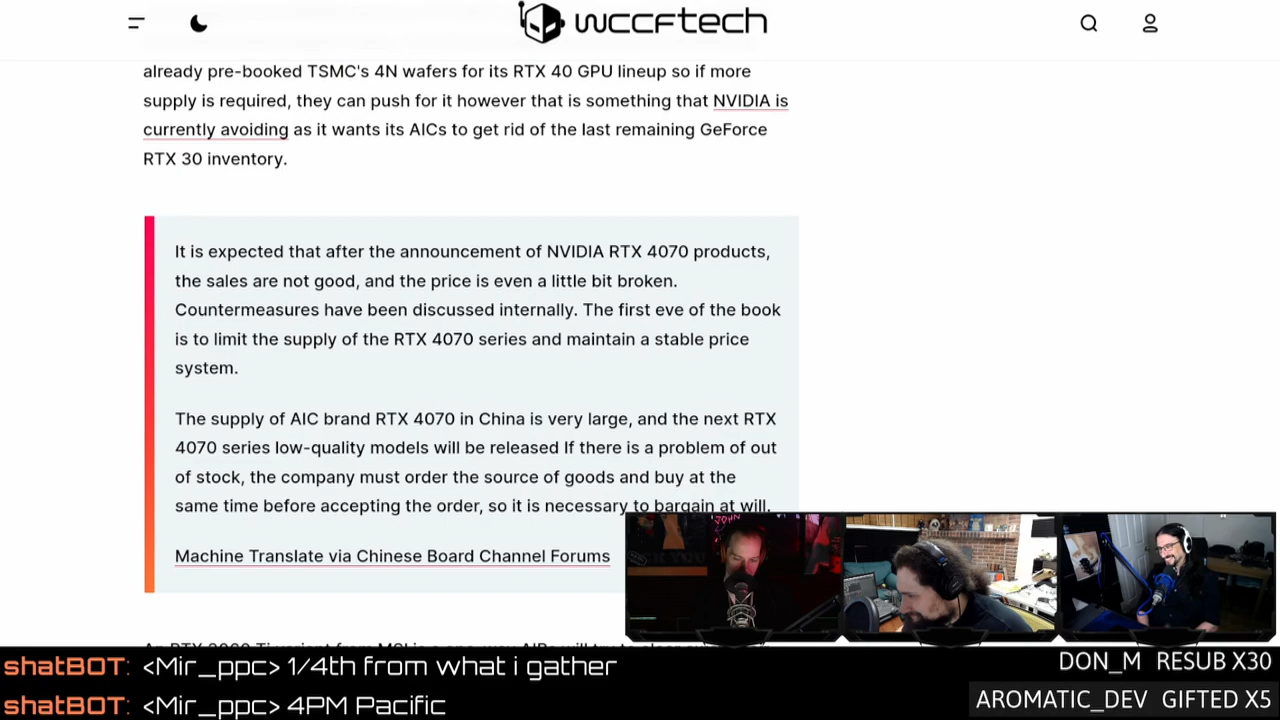 wccftech
already pre-booked TSMC's 4N wafers for its RTX 40 GPU lineup so if more
supply is required, they can push for it however that is something that NVIDIA is
currently avoiding as it wants its AICs to get rid of the last remaining GeForce
RTX 30 inventory.
It is expected that after the announcement of NVIDIA RTX 4070 products,
the sales are not good, and the price is even a little bit broken.
Countermeasures have been discussed internally. The first eve of the book
is to limit the supply of the RTX 4070 series and maintain a stable price
system.
The supply of AIC brand RTX 4070 in China is very large, and the next RTX
4070 series low-quality models will be released If there is a problem of out
of stock, the company must order the source of goods and buy at the
same time before accepting the order, so it is necessary to bargain at will.
Machine Translate via Chinese Board Channel Forums
JOHN
shatBOT: <Mir_ppc> 1/4th from what i gather
DON_M RESUB X30
shatBOT: <Mir_ppc> 4PM Pacific
AROMATIC_DEV GIFTED X5